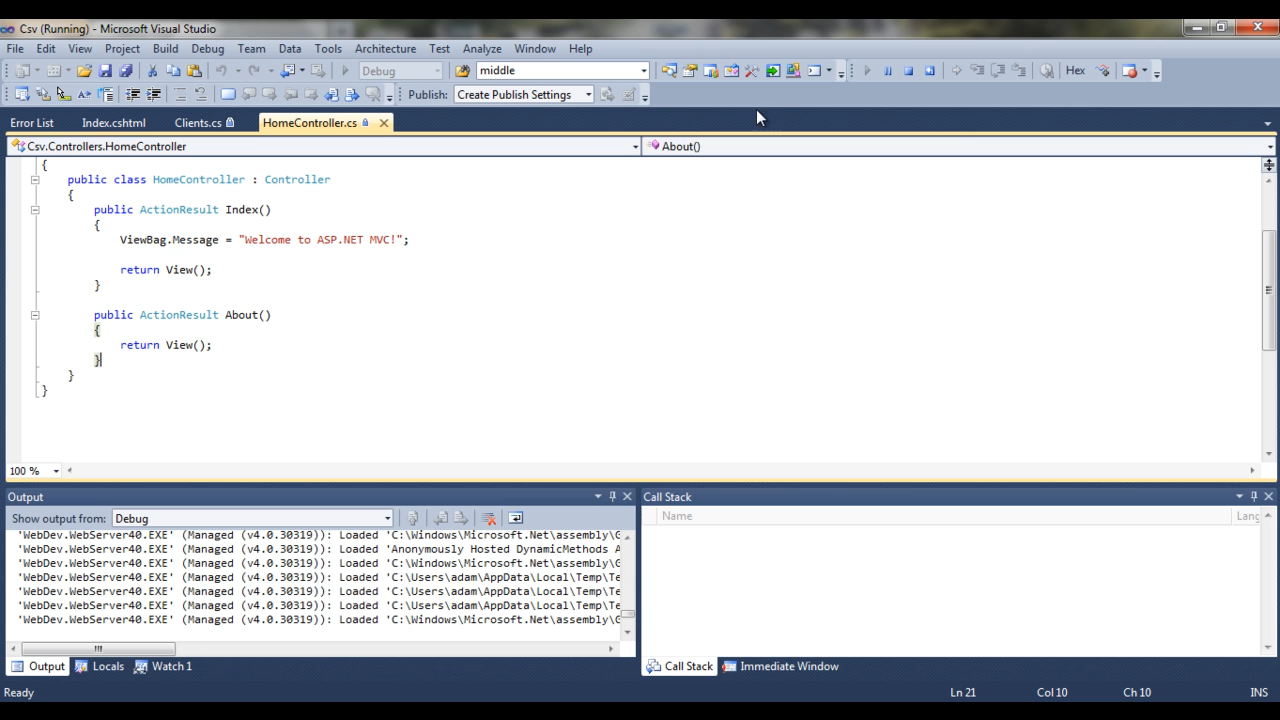 Csv (Running) - Microsoft Visual Studio
File Edit View Project Build Debug Team Data Tools Architecture Test Analyze Window Help
Debug middle Hex
Publish: Create Publish Settings
Error List Index.cshtml Clients.cs HomeController.cs
Csv.Controllers.HomeController About()
{
public class HomeController : Controller
{
public ActionResult Index()
{
ViewBag.Message = "Welcome to ASP.NET MVC!";
return View();
}
public ActionResult About()
{
return View();
}
}
}
100 %
Output Call Stack
Show output from: Debug Name Lang
'WebDev.WebServer40.EXE' (Managed (v4.0.30319)): Loaded 'C:\Windows\Microsoft.Net\assembly\G
'WebDev.WebServer40.EXE' (Managed (v4.0.30319)): Loaded 'Anonymously Hosted DynamicMethods A
'WebDev.WebServer40.EXE' (Managed (v4.0.30319)): Loaded 'C:\Windows\Microsoft.Net\assembly\G
'WebDev.WebServer40.EXE' (Managed (v4.0.30319)): Loaded 'C:\Users\adam\AppData\Local\Temp\Te
'WebDev.WebServer40.EXE' (Managed (v4.0.30319)): Loaded 'C:\Users\adam\AppData\Local\Temp\Te
'WebDev.WebServer40.EXE' (Managed (v4.0.30319)): Loaded 'C:\Users\adam\AppData\Local\Temp\Te
'WebDev.WebServer40.EXE' (Managed (v4.0.30319)): Loaded 'C:\Windows\Microsoft.Net\assembly\G
Output Locals Watch 1 Call Stack Immediate Window
Ready Ln 21 Col 10 Ch 10 INS